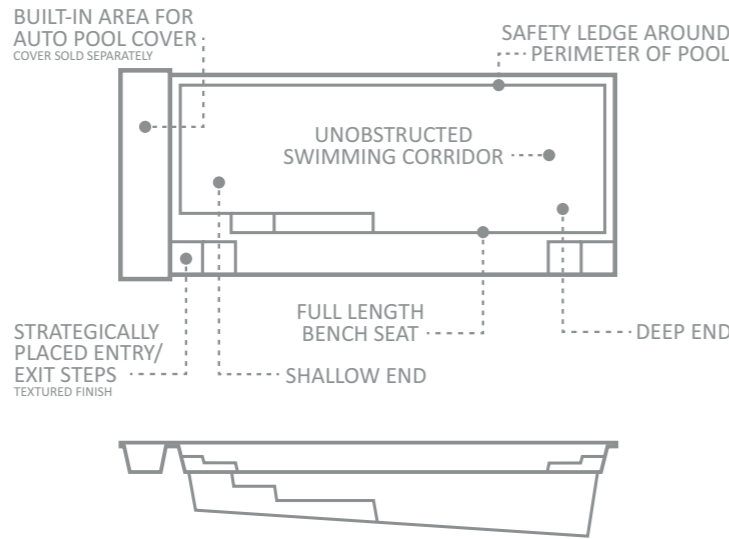 BUILT-IN AREA FOR
AUTO POOL COVER
COVER SOLD SEPARATELY
SAFETY LEDGE AROUND
PERIMETER OF POOL
UNOBSTRUCTED
SWIMMING CORRIDOR
STRATEGICALLY
PLACED ENTRY/
EXIT STEPS
TEXTURED FINISH
SHALLOW END
FULL LENGTH
BENCH SEAT
DEEP END